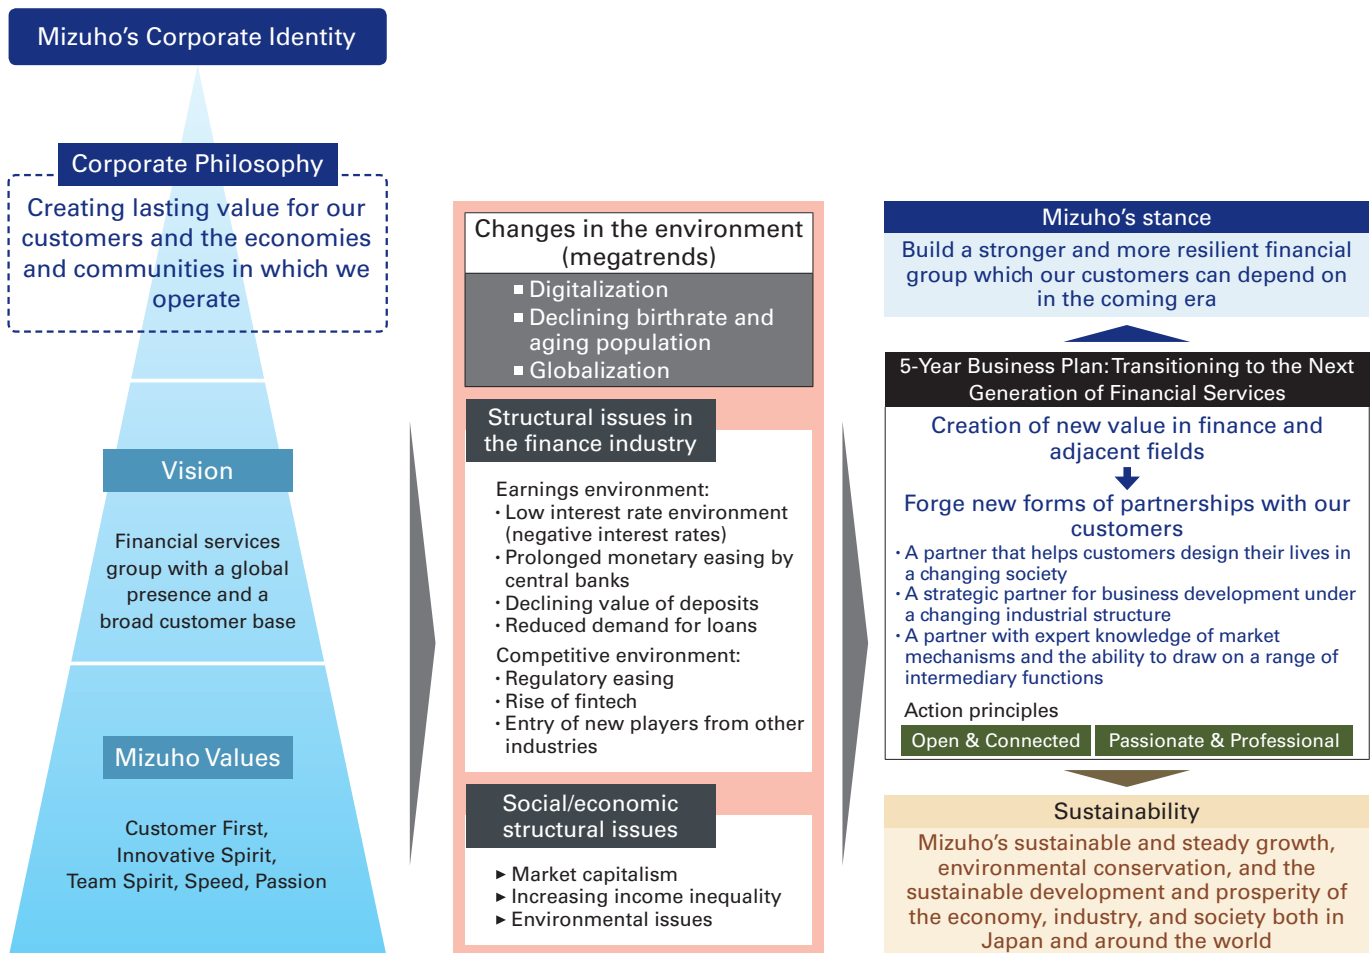 Mizuho's Corporate Identity
Corporate Philosophy
Creating lasting value for our
customers and the economies
and communities in which we
operate
Vision
Financial services
group with a global
presence and a
broad customer base
Mizuho Values
Customer First,
Innovative Spirit,
Team Spirit, Speed, Passion
Changes in the environment
(megatrends)
■ Digitalization
■ Declining birthrate and
aging population
■ Globalization
Structural issues in
the finance industry
Earnings environment:
・Low interest rate environment
(negative interest rates)
・Prolonged monetary easing by
central banks
・Declining value of deposits
・Reduced demand for loans
Competitive environment:
・Regulatory easing
・Rise of fintech
・Entry of new players from other
industries
Social/economic
structural issues
▶ Market capitalism
▶ Increasing income inequality
▶ Environmental issues
Mizuho's stance
Build a stronger and more resilient financial
group which our customers can depend on
in the coming era
5-Year Business Plan: Transitioning to the Next
Generation of Financial Services
Creation of new value in finance and
adjacent fields
Forge new forms of partnerships with our
customers
・A partner that helps customers design their lives in
a changing society
・A strategic partner for business development under
a changing industrial structure
・A partner with expert knowledge of market
mechanisms and the ability to draw on a range of
intermediary functions
Action principles
Open & Connected
Passionate & Professional
Sustainability
Mizuho's sustainable and steady growth,
environmental conservation, and the
sustainable development and prosperity of
the economy, industry, and society both in
Japan and around the world